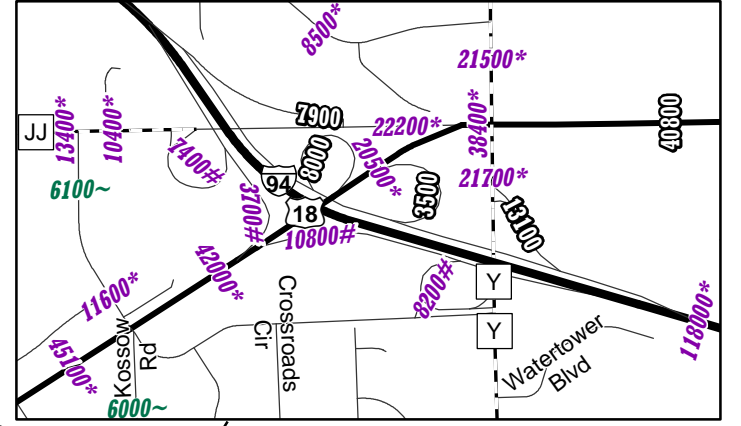 8500*
21500*
JJ
13400*
10400*
7900
22200*
38400*
40800
7400#
8000
20500*
21700*
6100~
94
3700#
3500
18
10800#
13100
42000*
8200#
Y
11600*
118000*
Y
45100*
Kossow
Rd
Crossroads
Cir
Watertower
Blvd
6000~